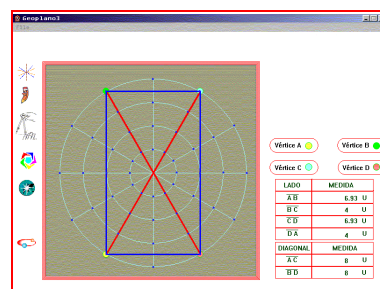 Geoplano3
Vértice A
Vértice B
Vértice C
Vértice D
LADO MEDIDA
A B 6.93 U
B C 4 U
C D 6.93 U
D A 4 U
DIAGONAL MEDIDA
A C 8 U
B D 8 U